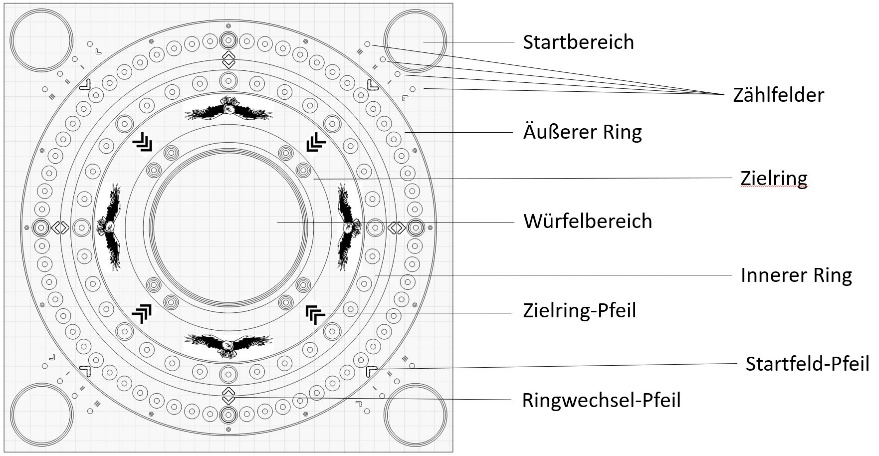 Startbereich
Zählfelder
Äußerer Ring
Zielring
Würfelbereich
Innerer Ring
Zielring-Pfeil
Startfeld-Pfeil
Ringwechsel-Pfeil